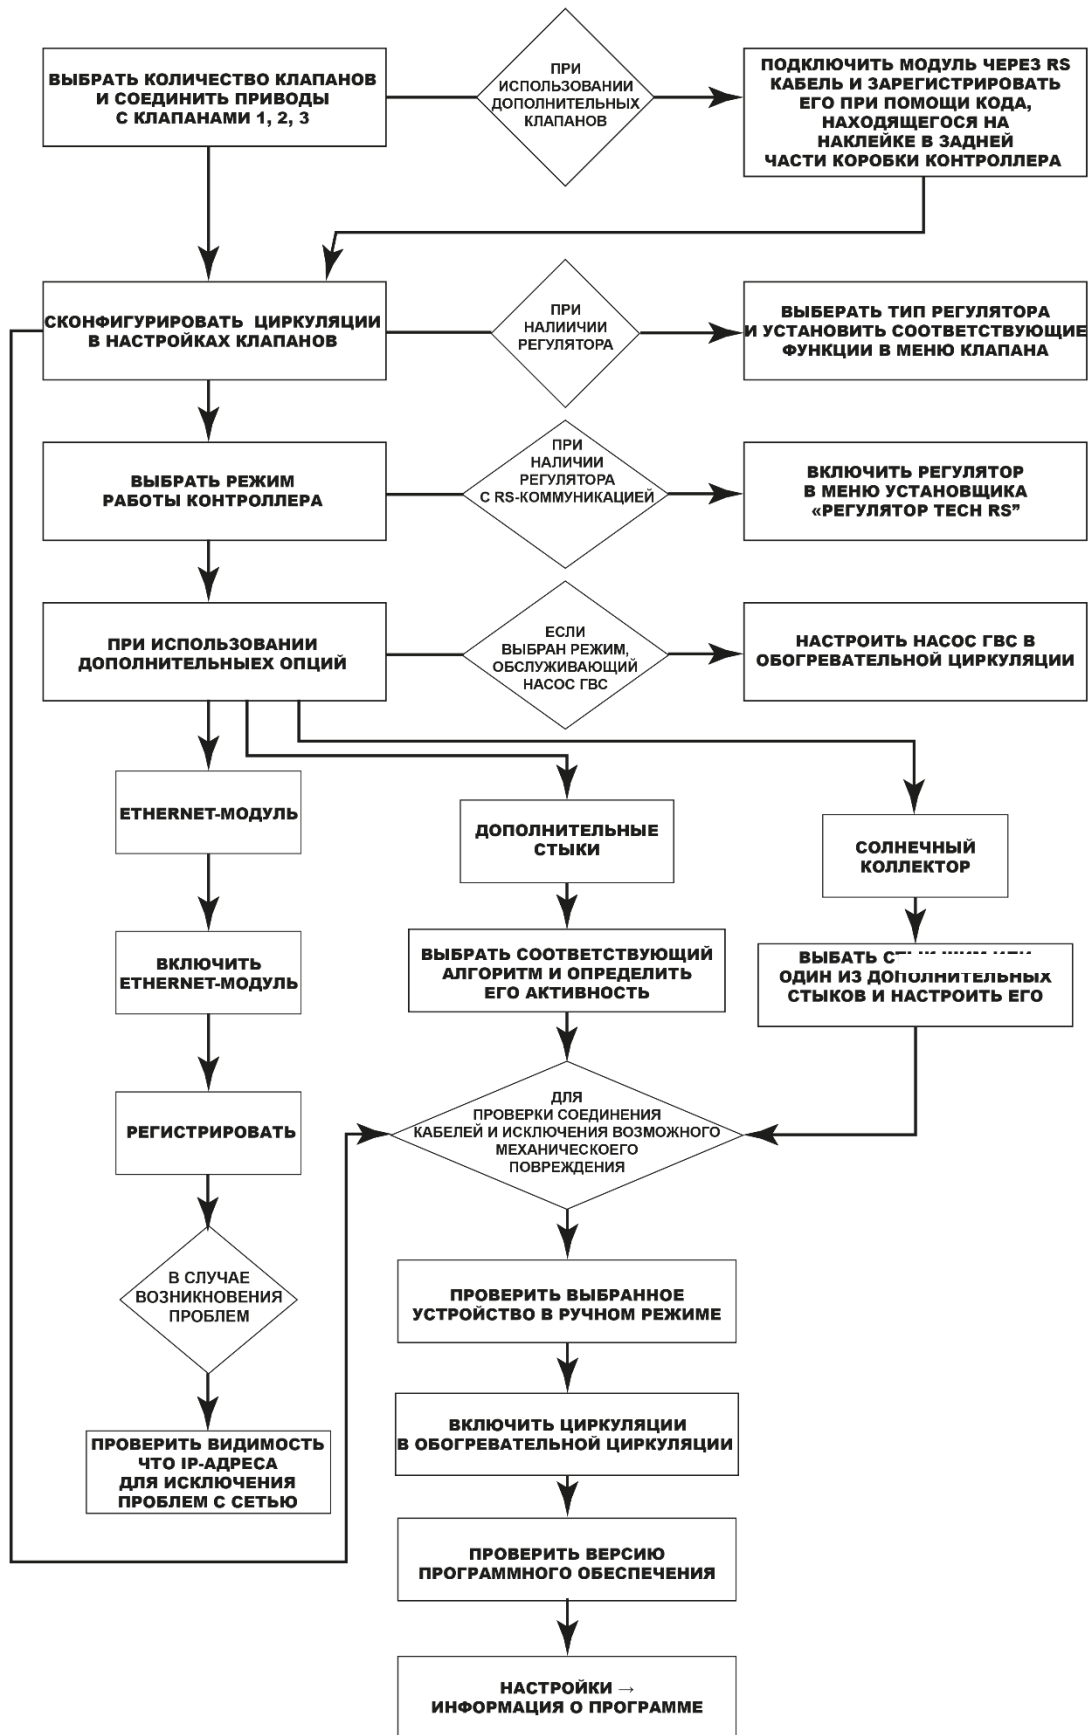 ВЫБРАТЬ КОЛИЧЕСТВО КЛАПАНОВ
И СОЕДИНИТЬ ПРИВОДЫ
С КЛАПАНАМИ 1, 2, 3
ПРИ
ИСПОЛЬЗОВАНИИ
ДОПОЛНИТЕЛЬНЫХ
КЛАПАНОВ
ПОДКЛЮЧИТЬ МОДУЛЬ ЧЕРЕЗ RS
КАБЕЛЬ И ЗАРЕГИСТРИРОВАТЬ
ЕГО ПРИ ПОМОЩИ КОДА,
НАХОДЯЩЕГОСЯ НА
НАКЛЕЙКЕ В ЗАДНЕЙ
ЧАСТИ КОРОБКИ КОНТРОЛЛЕРА
СКОНФИГУРИРОВАТЬ ЦИРКУЛЯЦИИ
В НАСТРОЙКАХ КЛАПАНОВ
ПРИ
НАЛИИЧИИ
РЕГУЛЯТОРА
ВЫБЕРАТЬ ТИП РЕГУЛЯТОРА
И УСТАНОВИТЬ СООТВЕТСТВУЮЩИЕ
ФУНКЦИИ В МЕНЮ КЛАПАНА
ВЫБРАТЬ РЕЖИМ
РАБОТЫ КОНТРОЛЛЕРА
ПРИ
НАЛИЧИИ
РЕГУЛЯТОРА
С RS-КОММУНИКАЦИЕЙ
ВКЛЮЧИТЬ РЕГУЛЯТОР
В МЕНЮ УСТАНОВЩИКА
«РЕГУЛЯТОР TECH RS”
ПРИ ИСПОЛЬЗОВАНИИ
ДОПОЛНИТЕЛЬНЫЕХ ОПЦИЙ
ЕСЛИ
ВЫБРАН РЕЖИМ,
ОБСЛУЖИВАЮЩИЙ
НАСОС ГВС
НАСТРОИТЬ НАСОС ГВС В
ОБОГРЕВАТЕЛЬНОЙ ЦИРКУЛЯЦИИ
ETHERNET-МОДУЛЬ
ДОПОЛНИТЕЛЬНЫЕ
СТЫКИ
СОЛНЕЧНЫЙ
КОЛЛЕКТОР
ВКЛЮЧИТЬ
ETHERNET-МОДУЛЬ
ВЫБРАТЬ СООТВЕТСТВУЮЩИЙ
АЛГОРИТМ И ОПРЕДЕЛИТЬ
ЕГО АКТИВНОСТЬ
ВЫБАТЬ
ОДИН ИЗ ДОПОЛНИТЕЛЬНЫХ
СТЫКОВ И НАСТРОИТЬ ЕГО
РЕГИСТРИРОВАТЬ
ДЛЯ
ПРОВЕРКИ СОЕДИНЕНИЯ
КАБЕЛЕЙ И ИСКЛЮЧЕНИЯ ВОЗМОЖНОГО
МЕХАНИЧЕСКОЕГО
ПОВРЕЖДЕНИЯ
В СЛУЧАЕ
ВОЗНИКНОВЕНИЯ
ПРОБЛЕМ
ПРОВЕРИТЬ ВЫБРАННОЕ
УСТРОЙСТВО В РУЧНОМ РЕЖИМЕ
ПРОВЕРИТЬ ВИДИМОСТЬ
ЧТО IP-АДРЕСА
ДЛЯ ИСКЛЮЧЕНИЯ
ПРОБЛЕМ С СЕТЬЮ
ВКЛЮЧИТЬ ЦИРКУЛЯЦИИ
В ОБОГРЕВАТЕЛЬНОЙ ЦИРКУЛЯЦИИ
ПРОВЕРИТЬ ВЕРСИЮ
ПРОГРАММНОГО ОБЕСПЕЧЕНИЯ
НАСТРОЙКИ →
ИНФОРМАЦИЯ О ПРОГРАММЕ